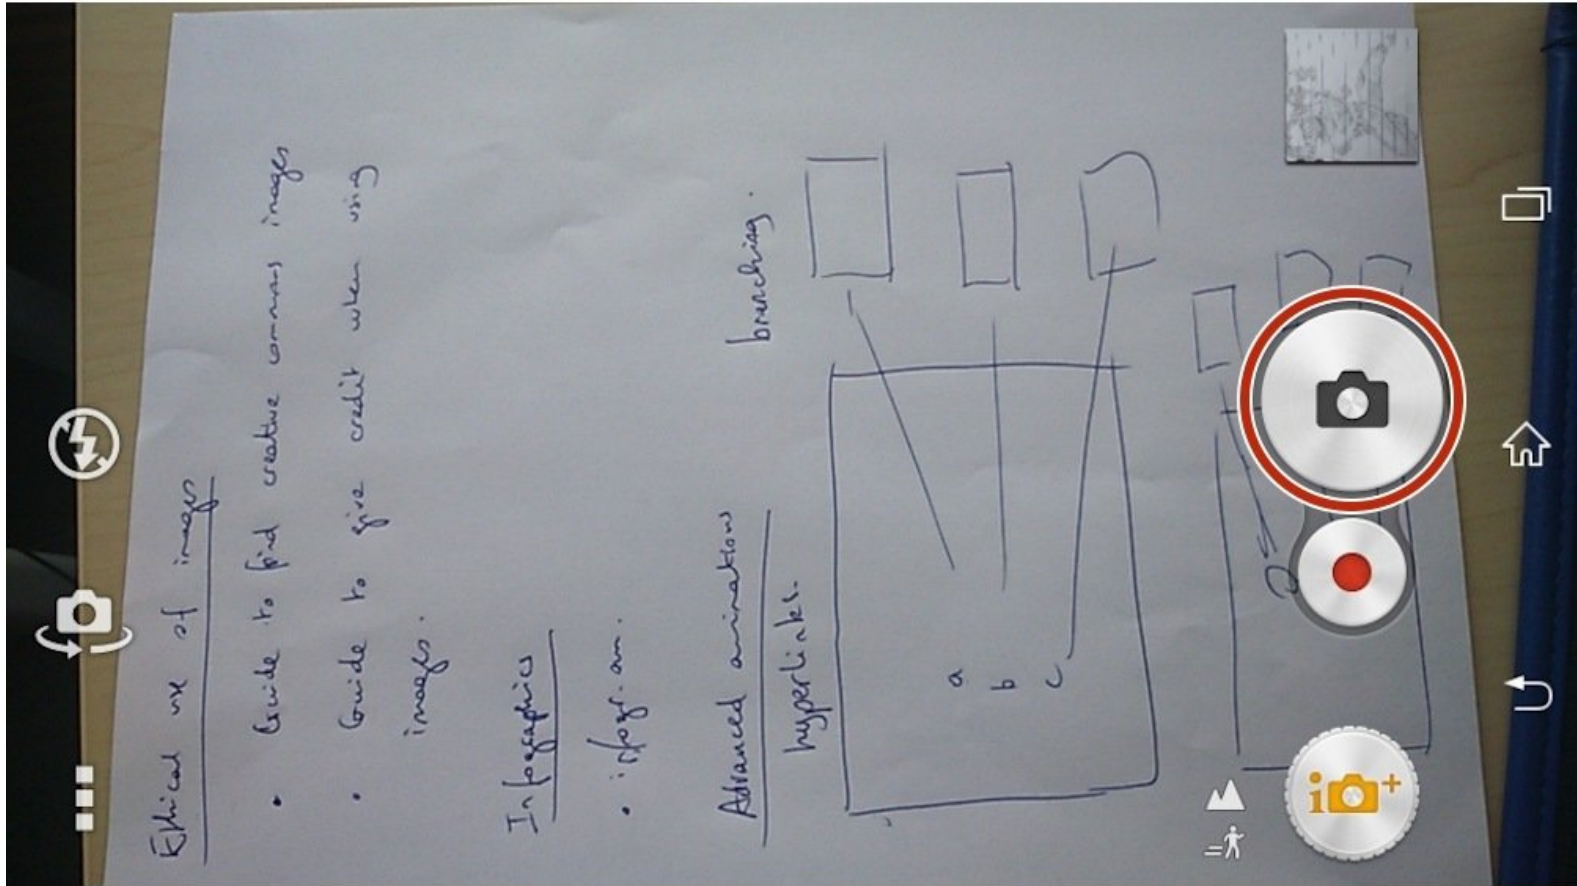 Ethical use of images
• Guide to find creative commons images
• Guide to give credit when using
images.
Infographics
• infogr.am.
Advanced animations
hyperlinks. branching.
a
b
c
i+